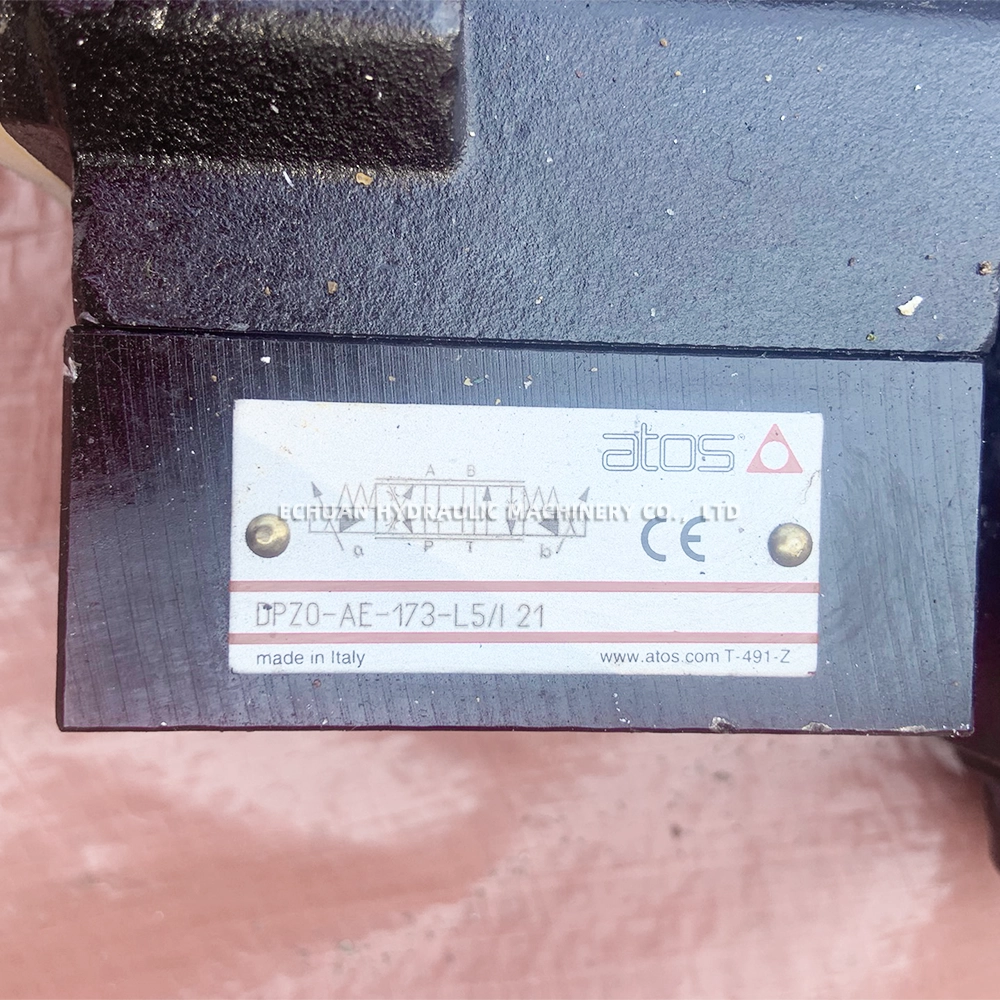 atos
A B
ECHUAN HYDRAULIC MACHINERY CO., LTD
a P T b
CE
DPZO-AE-173-L5/I 21
made in Italy www.atos.com T-491-Z